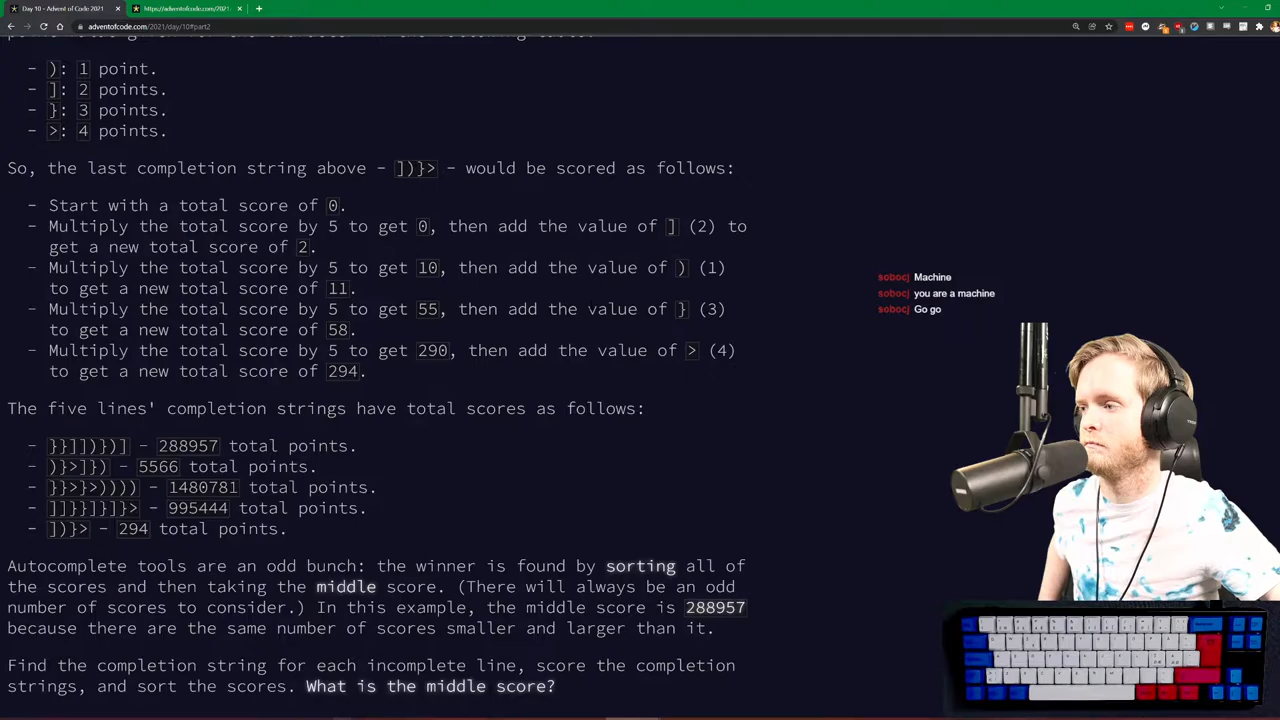 Day 10 - Advent of Code 2021
https://adventofcode.com/2021/
adventofcode.com/2021/day/10#part2
- ): 1 point.
- ]: 2 points.
- }: 3 points.
- >: 4 points.
So, the last completion string above - ])}> - would be scored as follows:
- Start with a total score of 0.
- Multiply the total score by 5 to get 0, then add the value of ] (2) to
get a new total score of 2.
- Multiply the total score by 5 to get 10, then add the value of ) (1)
to get a new total score of 11.
- Multiply the total score by 5 to get 55, then add the value of } (3)
to get a new total score of 58.
- Multiply the total score by 5 to get 290, then add the value of > (4)
to get a new total score of 294.
The five lines' completion strings have total scores as follows:
- }}]])})] - 288957 total points.
- )}>]}) - 5566 total points.
- }}>}>)))) - 1480781 total points.
- ]]}}]}]}> - 995444 total points.
- ])}> - 294 total points.
Autocomplete tools are an odd bunch: the winner is found by sorting all of
the scores and then taking the middle score. (There will always be an odd
number of scores to consider.) In this example, the middle score is 288957
because there are the same number of scores smaller and larger than it.
Find the completion string for each incomplete line, score the completion
strings, and sort the scores. What is the middle score?
sobocj Machine
sobocj you are a machine
sobocj Go go